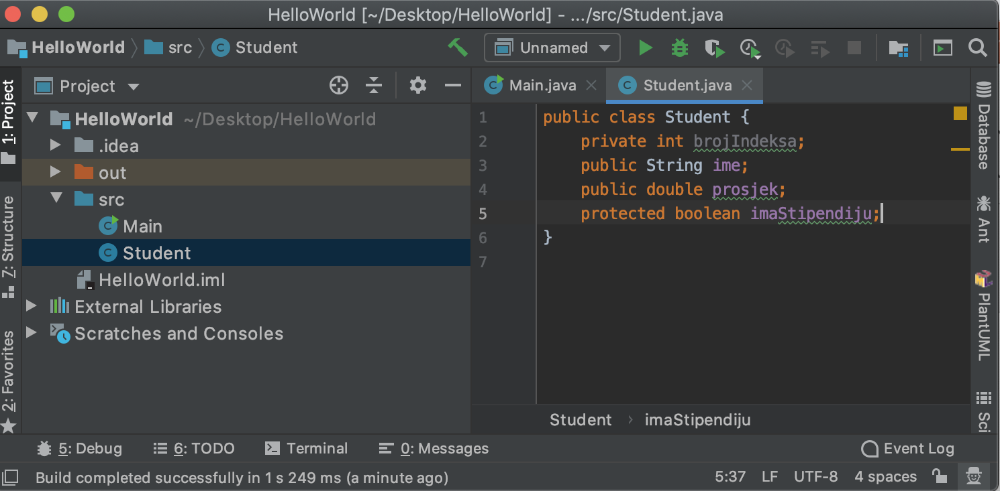 HelloWorld [~/Desktop/HelloWorld] - .../src/Student.java
HelloWorld src Student
Unnamed
1: Project
7: Structure
2: Favorites
Project
HelloWorld ~/Desktop/HelloWorld
.idea
out
src
Main
Student
HelloWorld.iml
External Libraries
Scratches and Consoles
Main.java Student.java
1 public class Student {
2 private int brojIndeksa;
3 public String ime;
4 public double prosjek;
5 protected boolean imaStipendiju;
6 }
7
Student › imaStipendiju
Database
Ant
PlantUML
Sci
5: Debug 6: TODO Terminal 0: Messages Event Log
Build completed successfully in 1 s 249 ms (a minute ago) 5:37 LF UTF-8 4 spaces